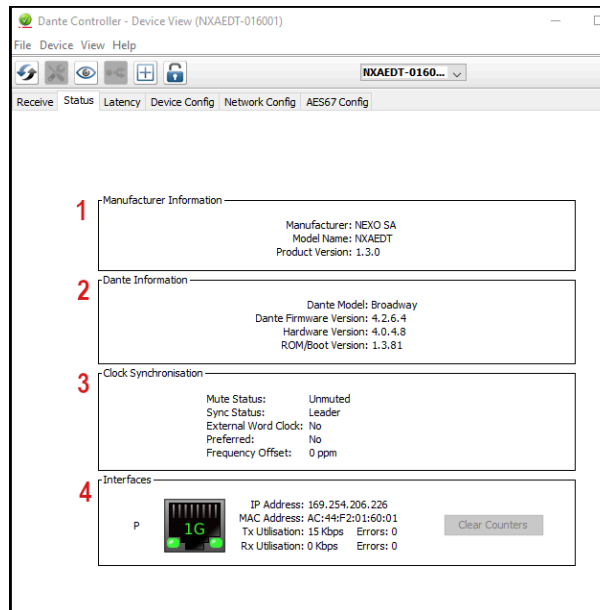 Dante Controller - Device View (NXAEDT-016001)
File Device View Help
NXAEDT-0160...
Receive Status Latency Device Config Network Config AES67 Config
1
Manufacturer Information
Manufacturer: NEXO SA
Model Name: NXAEDT
Product Version: 1.3.0
2
Dante Information
Dante Model: Broadway
Dante Firmware Version: 4.2.6.4
Hardware Version: 4.0.4.8
ROM/Boot Version: 1.3.81
3
Clock Synchronisation
Mute Status: Unmuted
Sync Status: Leader
External Word Clock: No
Preferred: No
Frequency Offset: 0 ppm
4
Interfaces
P
1G
IP Address: 169.254.206.226
MAC Address: AC:44:F2:01:60:01
Tx Utilisation: 15 Kbps Errors: 0
Rx Utilisation: 0 Kbps Errors: 0
Clear Counters